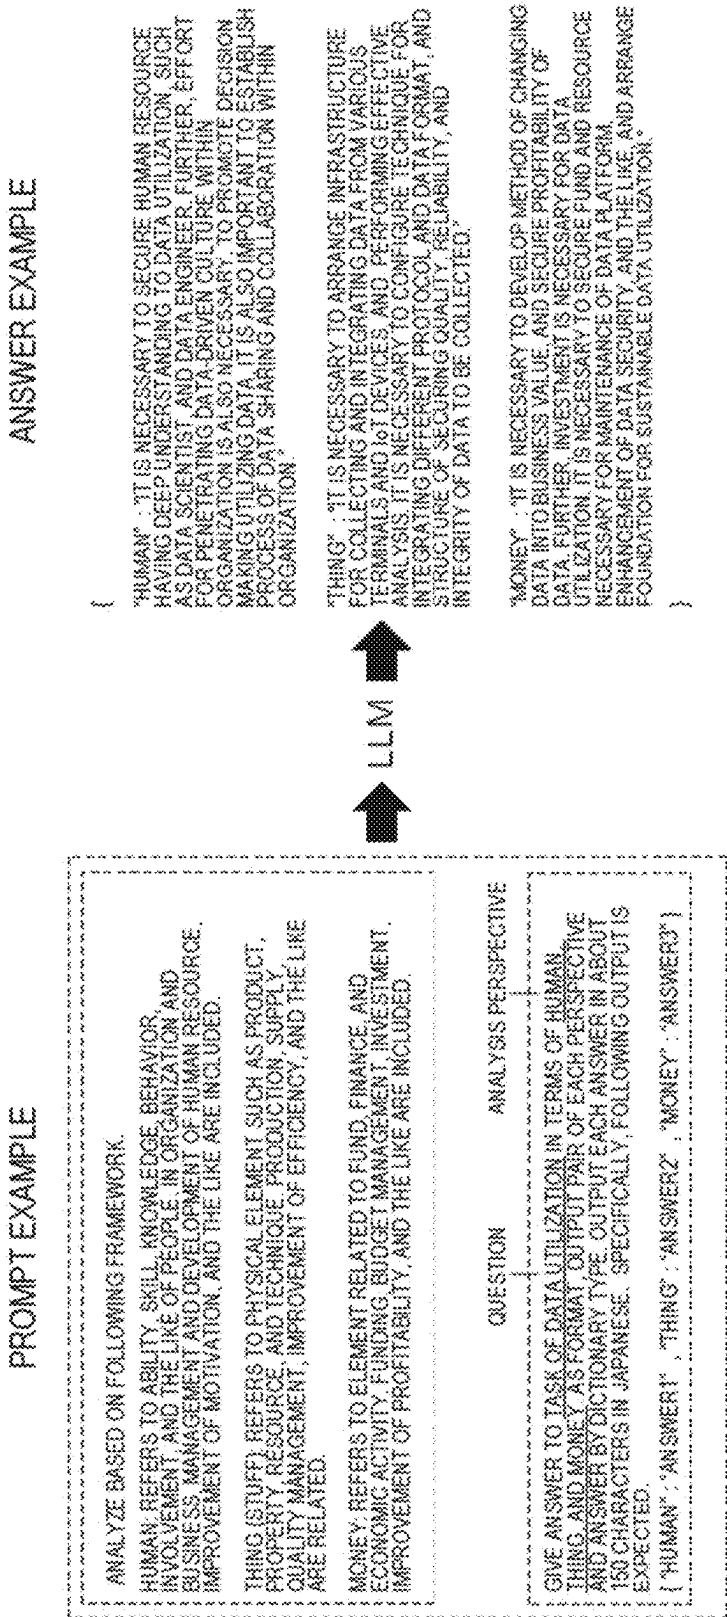 PROMPT EXAMPLE
ANALYZE BASED ON FOLLOWING FRAMEWORK.
HUMAN: REFERS TO ABILITY, SKILL, KNOWLEDGE, BEHAVIOR,
INVOLVEMENT, AND THE LIKE OF PEOPLE. IN ORGANIZATION AND
BUSINESS, MANAGEMENT AND DEVELOPMENT OF HUMAN RESOURCE,
IMPROVEMENT OF MOTIVATION, AND THE LIKE ARE INCLUDED.
THING (STUFF): REFERS TO PHYSICAL ELEMENT SUCH AS PRODUCT,
PROPERTY, RESOURCE, AND TECHNIQUE. PRODUCTION, SUPPLY,
QUALITY MANAGEMENT, IMPROVEMENT OF EFFICIENCY, AND THE LIKE
ARE RELATED.
MONEY: REFERS TO ELEMENT RELATED TO FUND, FINANCE, AND
ECONOMIC ACTIVITY. FUNDING, BUDGET MANAGEMENT, INVESTMENT,
IMPROVEMENT OF PROFITABILITY, AND THE LIKE ARE INCLUDED.
QUESTION
ANALYSIS PERSPECTIVE
GIVE ANSWER TO TASK OF DATA UTILIZATION IN TERMS OF HUMAN,
THING, AND MONEY. AS FORMAT, OUTPUT PAIR OF EACH PERSPECTIVE
AND ANSWER BY DICTIONARY TYPE. OUTPUT EACH ANSWER IN ABOUT
150 CHARACTERS IN JAPANESE. SPECIFICALLY, FOLLOWING OUTPUT IS
EXPECTED.
{ "HUMAN" : "ANSWER1" , "THING" : "ANSWER2" , "MONEY" : "ANSWER3" }
LLM
ANSWER EXAMPLE
{
"HUMAN" : "IT IS NECESSARY TO SECURE HUMAN RESOURCE
HAVING DEEP UNDERSTANDING TO DATA UTILIZATION, SUCH
AS DATA SCIENTIST, AND DATA ENGINEER. FURTHER, EFFORT
FOR PENETRATING DATA-DRIVEN CULTURE WITHIN
ORGANIZATION IS ALSO NECESSARY. TO PROMOTE DECISION
MAKING UTILIZING DATA, IT IS ALSO IMPORTANT TO ESTABLISH
PROCESS OF DATA SHARING AND COLLABORATION WITHIN
ORGANIZATION."
"THING" : "IT IS NECESSARY TO ARRANGE INFRASTRUCTURE
FOR COLLECTING AND INTEGRATING DATA FROM VARIOUS
TERMINALS AND IoT DEVICES, AND PERFORMING EFFECTIVE
ANALYSIS. IT IS NECESSARY TO CONFIGURE TECHNIQUE FOR
INTEGRATING DIFFERENT PROTOCOL AND DATA FORMAT, AND
STRUCTURE OF SECURING QUALITY, RELIABILITY, AND
INTEGRITY OF DATA TO BE COLLECTED."
"MONEY" : "IT IS NECESSARY TO DEVELOP METHOD OF CHANGING
DATA INTO BUSINESS VALUE, AND SECURE PROFITABILITY OF
DATA. FURTHER, INVESTMENT IS NECESSARY FOR DATA
UTILIZATION. IT IS NECESSARY TO SECURE FUND AND RESOURCE
NECESSARY FOR MAINTENANCE OF DATA PLATFORM,
ENHANCEMENT OF DATA SECURITY, AND THE LIKE, AND ARRANGE
FOUNDATION FOR SUSTAINABLE DATA UTILIZATION."
}